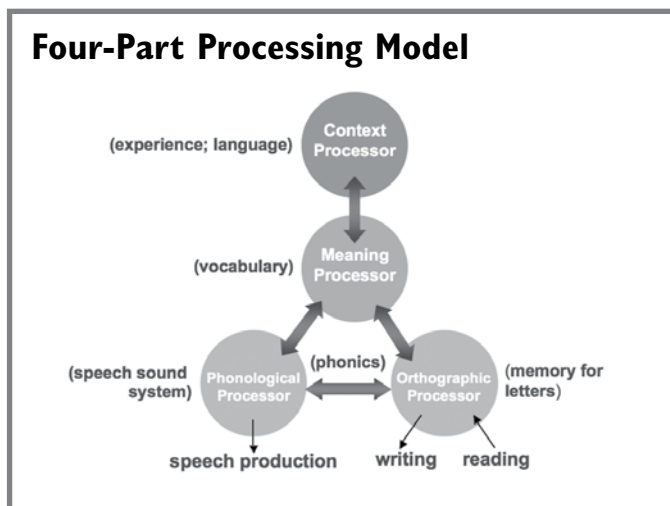 Four-Part Processing Model
Context
Processor
(experience; language)
Meaning
Processor
(vocabulary)
(phonics)
(speech sound
system)
Phonological
Processor
Orthographic
Processor
(memory for
letters)
speech production
writing
reading